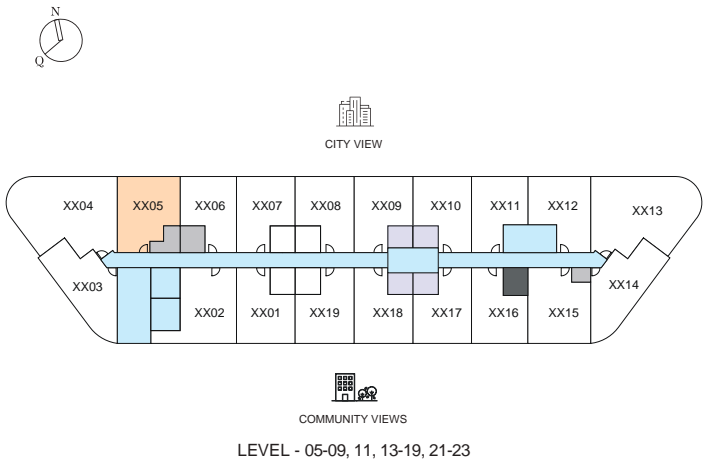 N
Q
CITY VIEW
XX04 XX05 XX06 XX07 XX08 XX09 XX10 XX11 XX12 XX13
XX03 XX14
XX02 XX01 XX19 XX18 XX17 XX16 XX15
COMMUNITY VIEWS
LEVEL - 05-09, 11, 13-19, 21-23